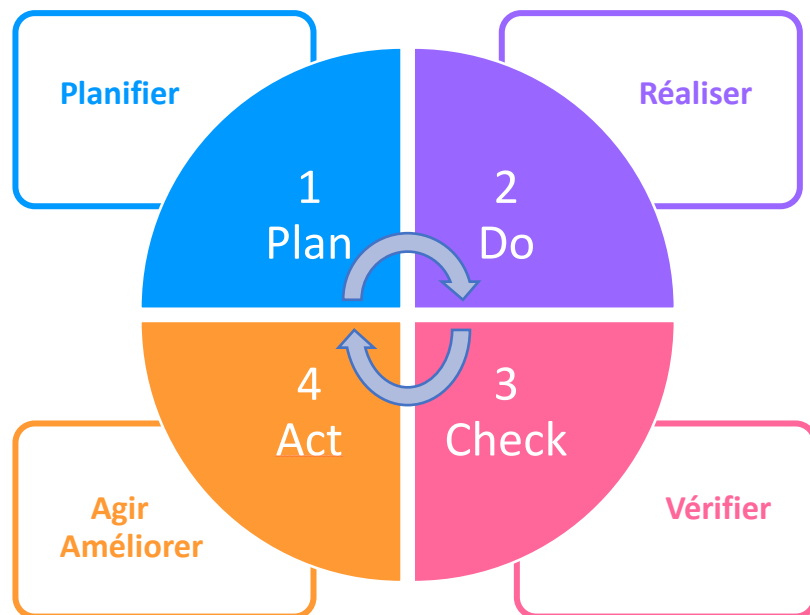 Planifier
Réaliser
1
Plan
2
Do
4
Act
3
Check
Agir
Améliorer
Vérifier